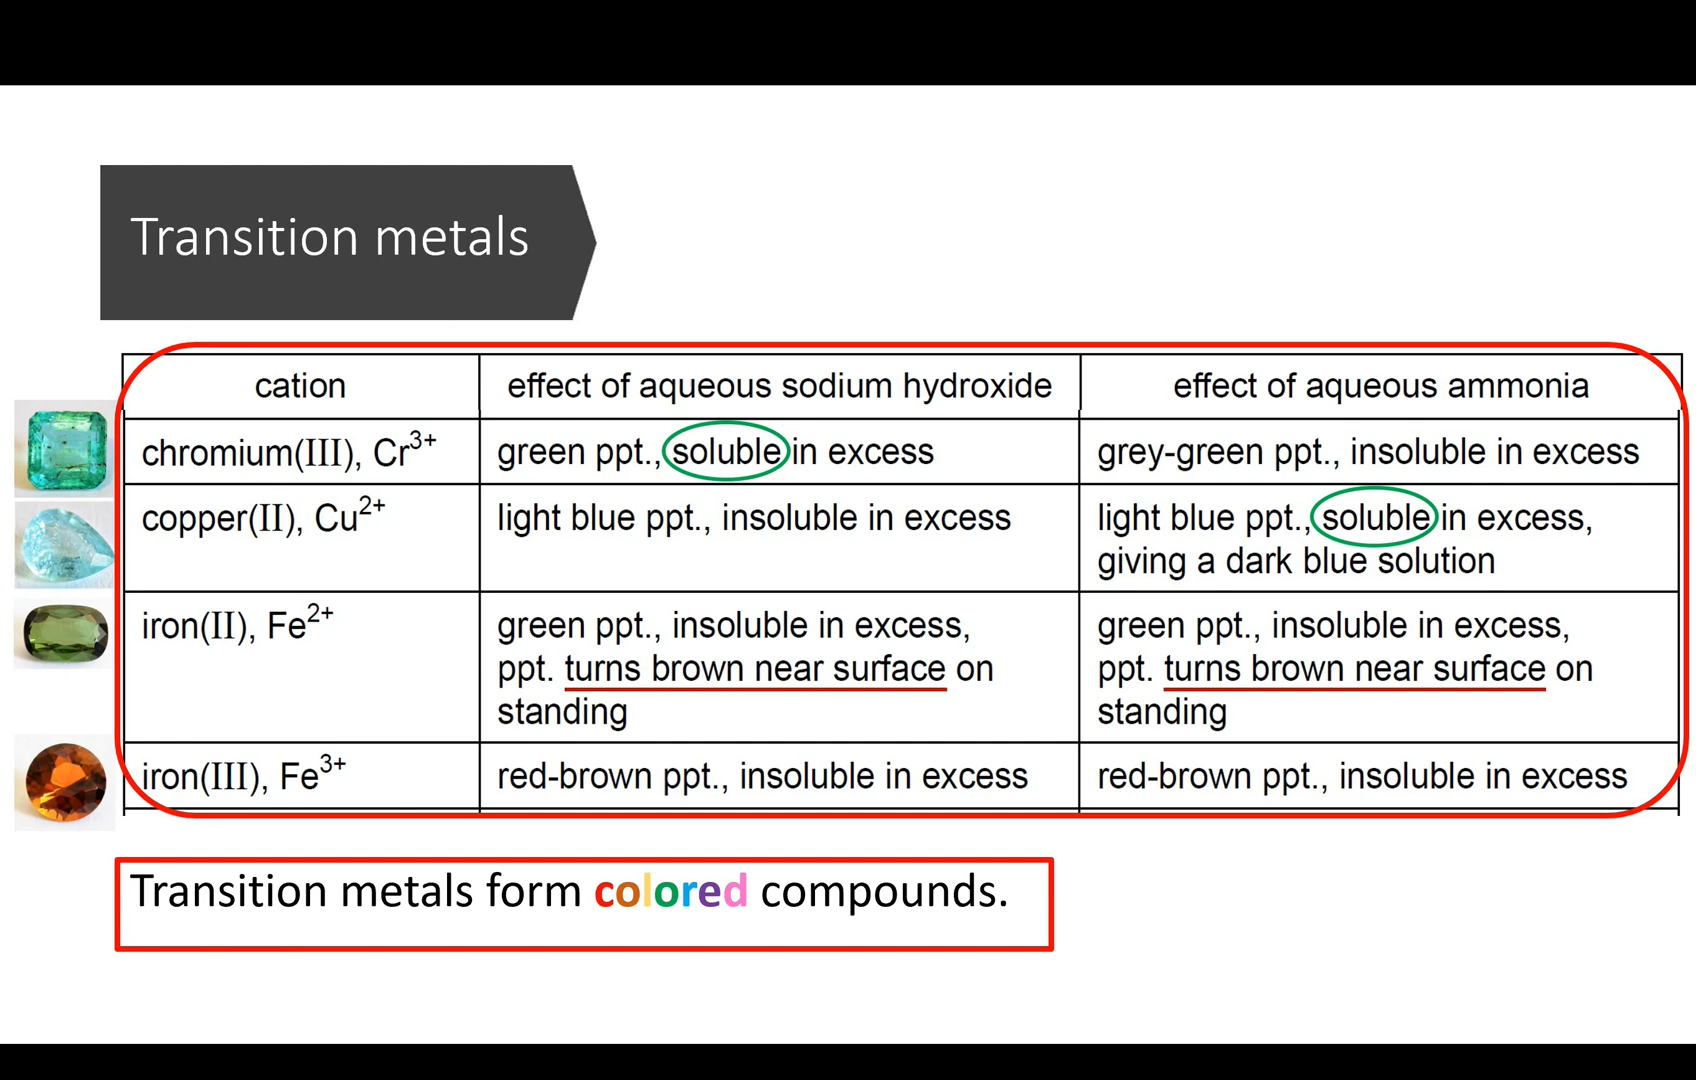 Transition metals
cation effect of aqueous sodium hydroxide effect of aqueous ammonia
chromium(III), Cr³⁺ green ppt., soluble in excess grey-green ppt., insoluble in excess
copper(II), Cu²⁺ light blue ppt., insoluble in excess light blue ppt., soluble in excess,
giving a dark blue solution
iron(II), Fe²⁺ green ppt., insoluble in excess, green ppt., insoluble in excess,
ppt. turns brown near surface on ppt. turns brown near surface on
standing standing
iron(III), Fe³⁺ red-brown ppt., insoluble in excess red-brown ppt., insoluble in excess
Transition metals form colored compounds.